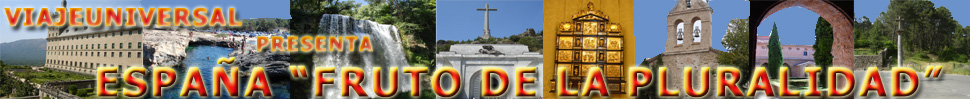 VIAJEUNIVERSAL
PRESENTA
ESPAÑA “FRUTO DE LA PLURALIDAD”